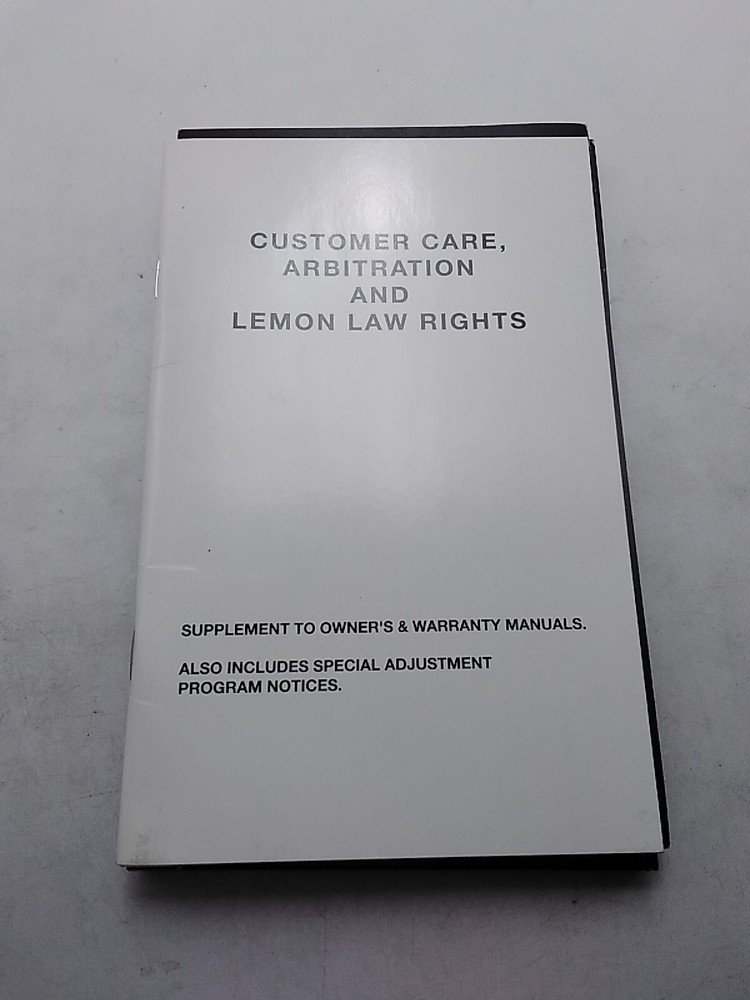 CUSTOMER CARE,
ARBITRATION
AND
LEMON LAW RIGHTS
SUPPLEMENT TO OWNER'S & WARRANTY MANUALS.
ALSO INCLUDES SPECIAL ADJUSTMENT
PROGRAM NOTICES.